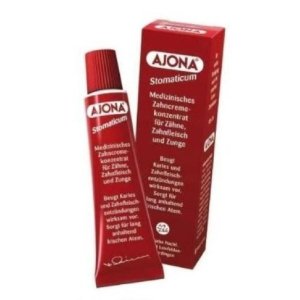 AJONA®
Stomaticum
Medizinisches
Zahncreme-
konzentrat
für Zähne,
Zahnfleisch
und Zunge
Beugt
Karies und
Zahnfleisch-
entzündungen
wirksam vor.
Sorgt für lang
anhaltend
frischen Atem.
AJONA®
Stomaticum
Medizinisches
Zahncreme-
konzentrat
für Zähne,
Zahnfleisch
und Zunge
Beugt Karies
und Zahnfleisch-
entzündungen
wirksam vor.
Sorgt für lang
anhaltend
frischen Atem.